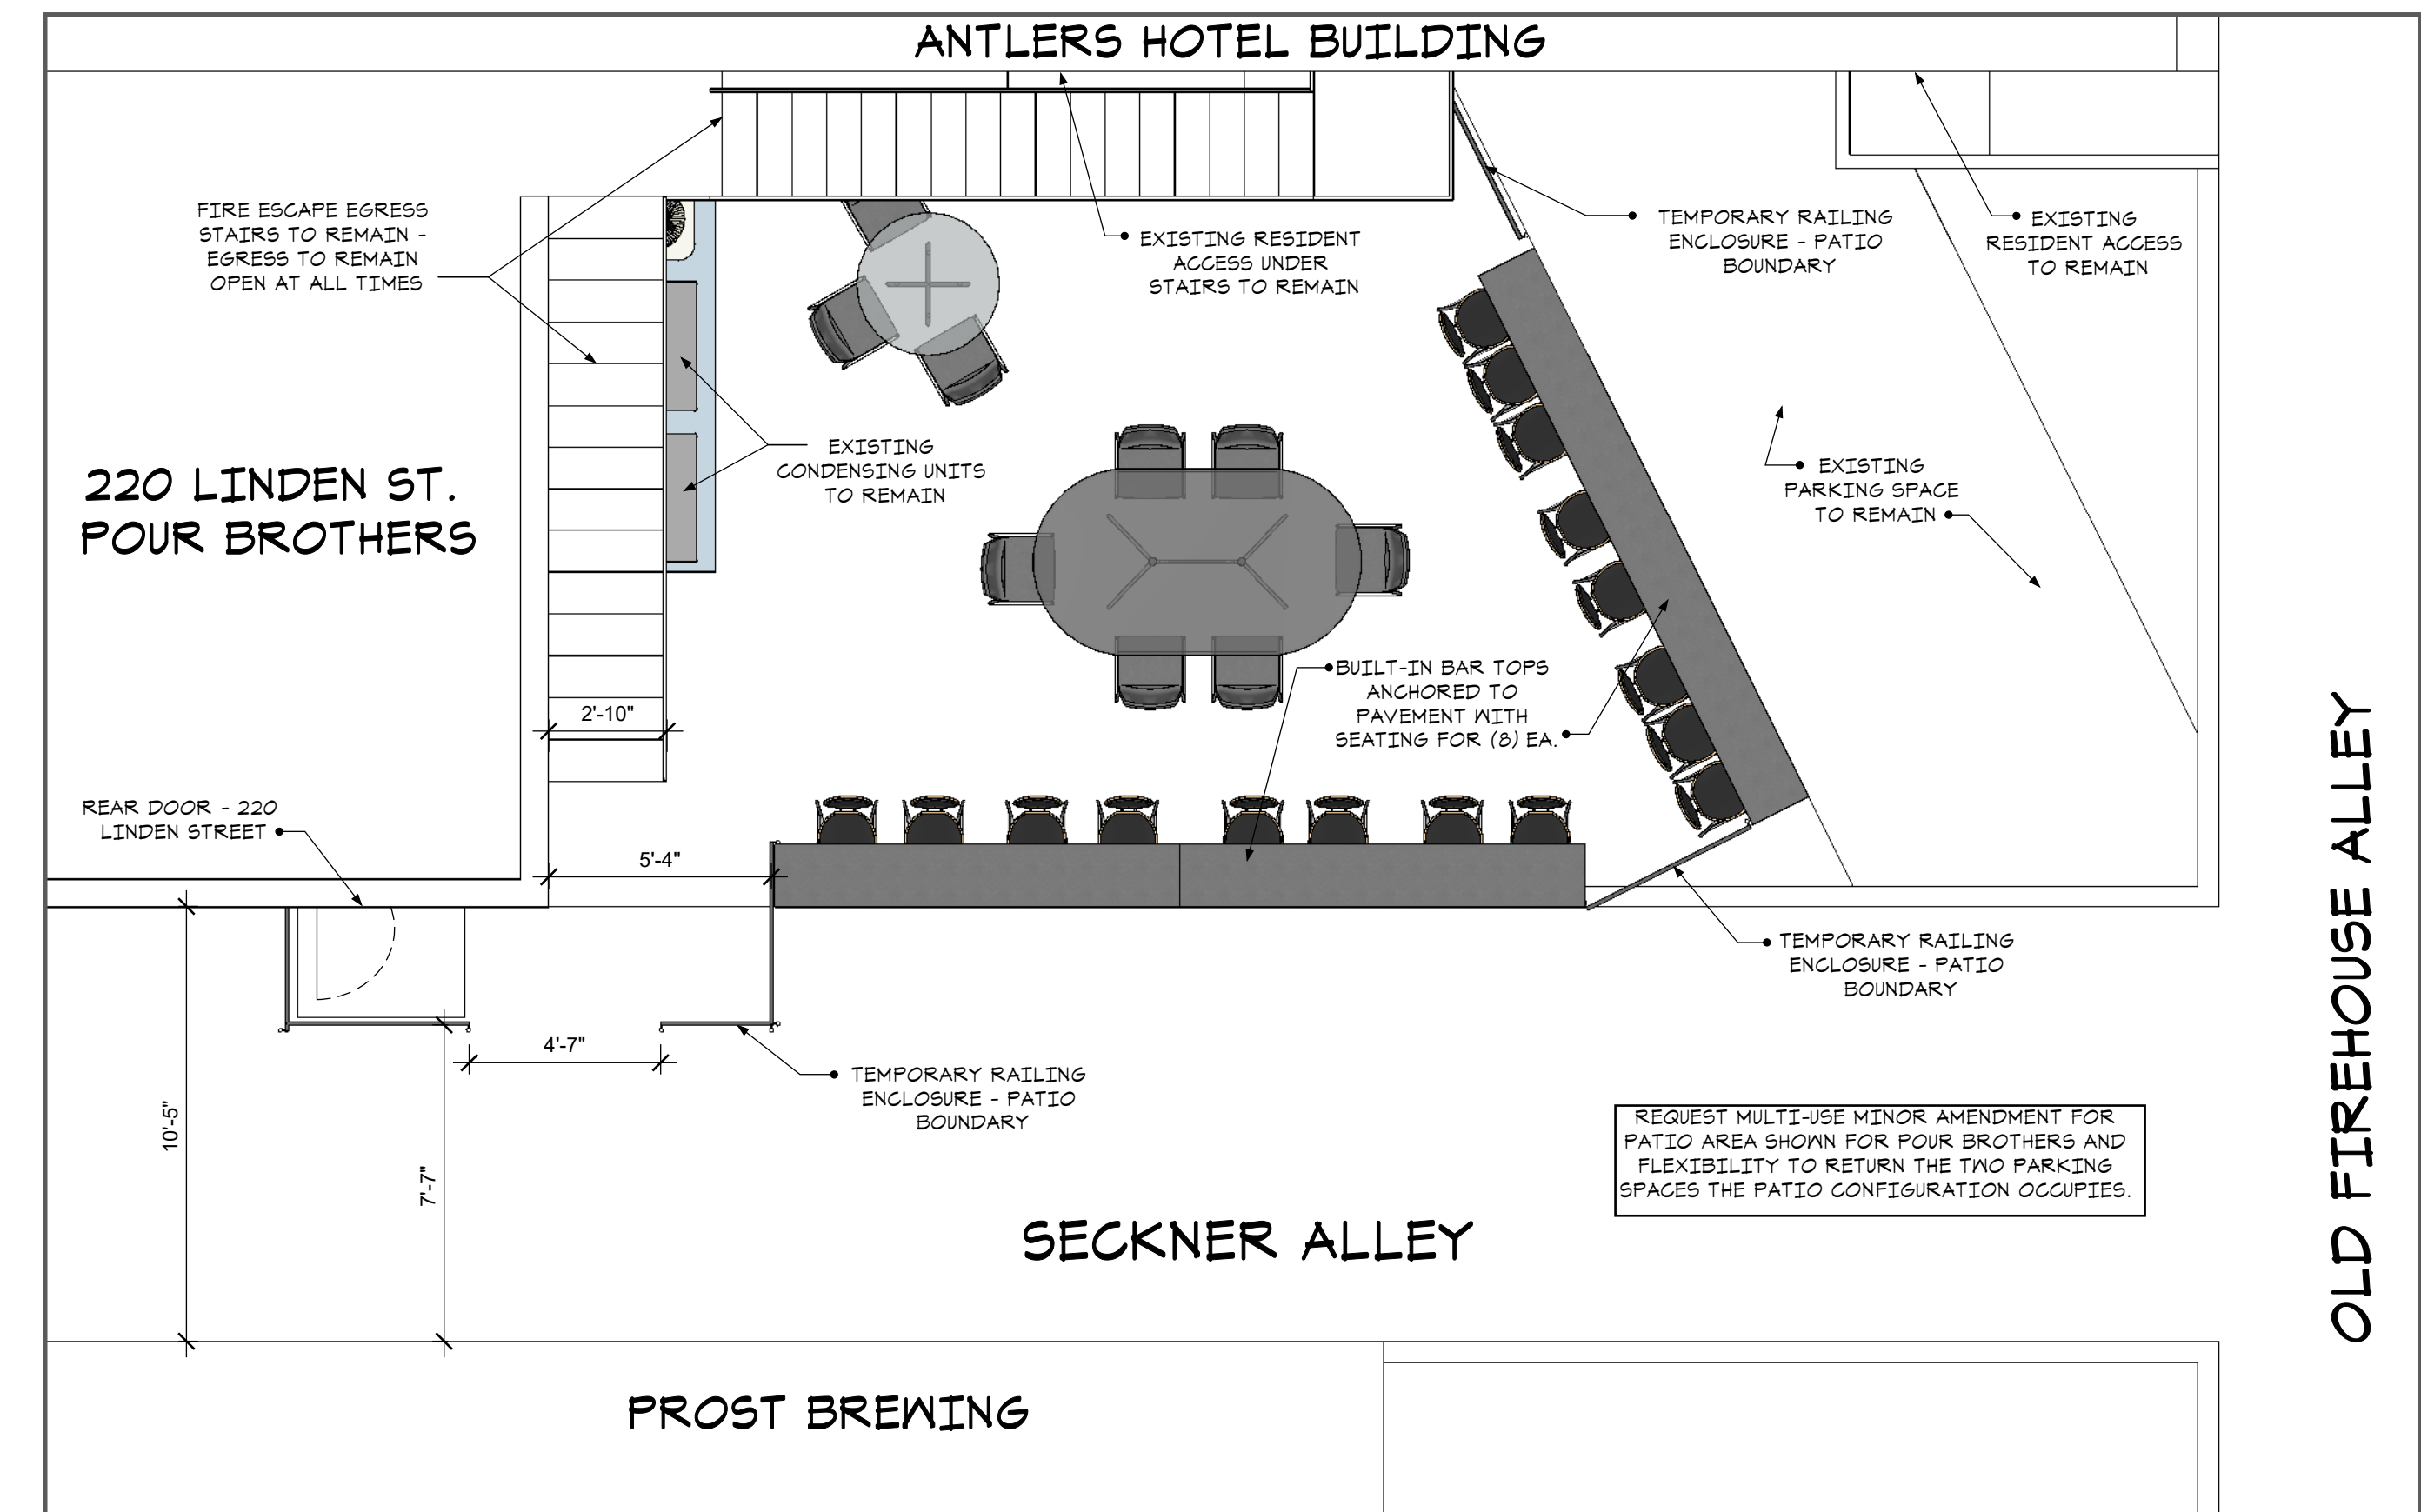 ANTLERS HOTEL BUILDING
FIRE ESCAPE EGRESS
STAIRS TO REMAIN -
EGRESS TO REMAIN
OPEN AT ALL TIMES
EXISTING RESIDENT
ACCESS UNDER
STAIRS TO REMAIN
TEMPORARY RAILING
ENCLOSURE - PATIO
BOUNDARY
EXISTING
RESIDENT ACCESS
TO REMAIN
220 LINDEN ST.
POUR BROTHERS
EXISTING
CONDENSING UNITS
TO REMAIN
EXISTING
PARKING SPACE
TO REMAIN
BUILT-IN BAR TOPS
ANCHORED TO
PAVEMENT WITH
SEATING FOR (8) EA.
2'-10"
REAR DOOR - 220
LINDEN STREET
5'-4"
TEMPORARY RAILING
ENCLOSURE - PATIO
BOUNDARY
4'-7"
TEMPORARY RAILING
ENCLOSURE - PATIO
BOUNDARY
10'-5"
7'-7"
REQUEST MULTI-USE MINOR AMENDMENT FOR
PATIO AREA SHOWN FOR POUR BROTHERS AND
FLEXIBILITY TO RETURN THE TWO PARKING
SPACES THE PATIO CONFIGURATION OCCUPIES.
SECKNER ALLEY
OLD FIREHOUSE ALLEY
PROST BREWING